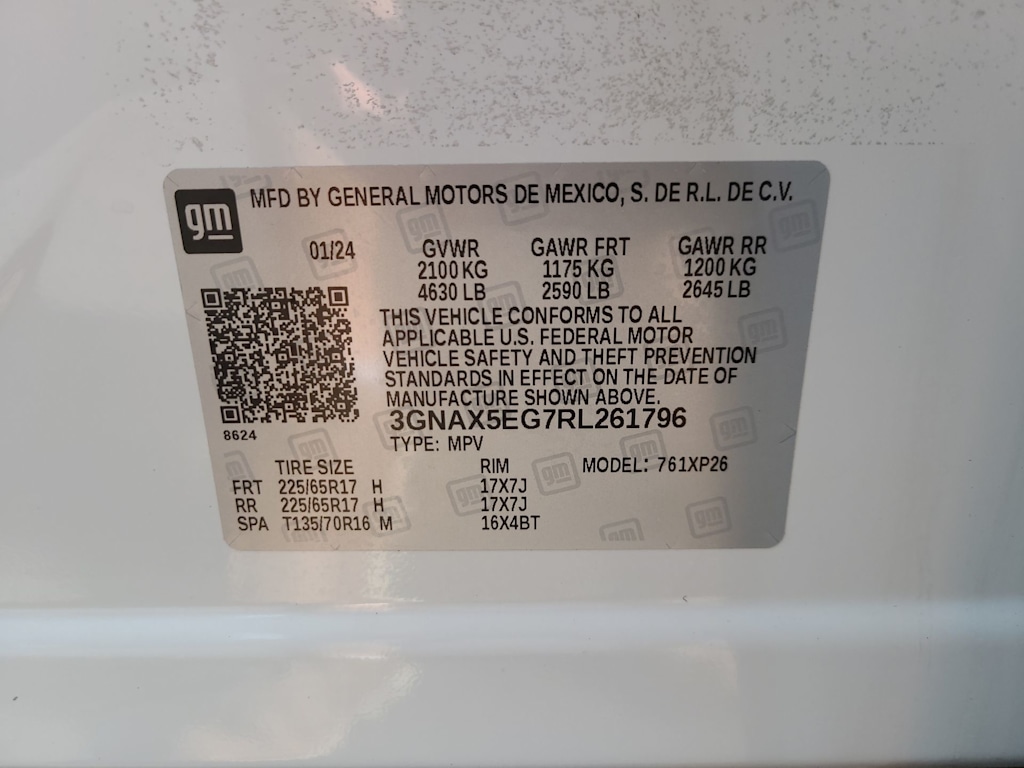 gm
MFD BY GENERAL MOTORS DE MEXICO, S. DE R.L. DE C.V.
01/24 GVWR GAWR FRT GAWR RR
2100 KG 1175 KG 1200 KG
4630 LB 2590 LB 2645 LB
THIS VEHICLE CONFORMS TO ALL
APPLICABLE U.S. FEDERAL MOTOR
VEHICLE SAFETY AND THEFT PREVENTION
STANDARDS IN EFFECT ON THE DATE OF
MANUFACTURE SHOWN ABOVE.
3GNAX5EG7RL261796
8624
TYPE: MPV
TIRE SIZE RIM MODEL: 761XP26
FRT 225/65R17 H 17X7J
RR 225/65R17 H 17X7J
SPA T135/70R16 M 16X4BT